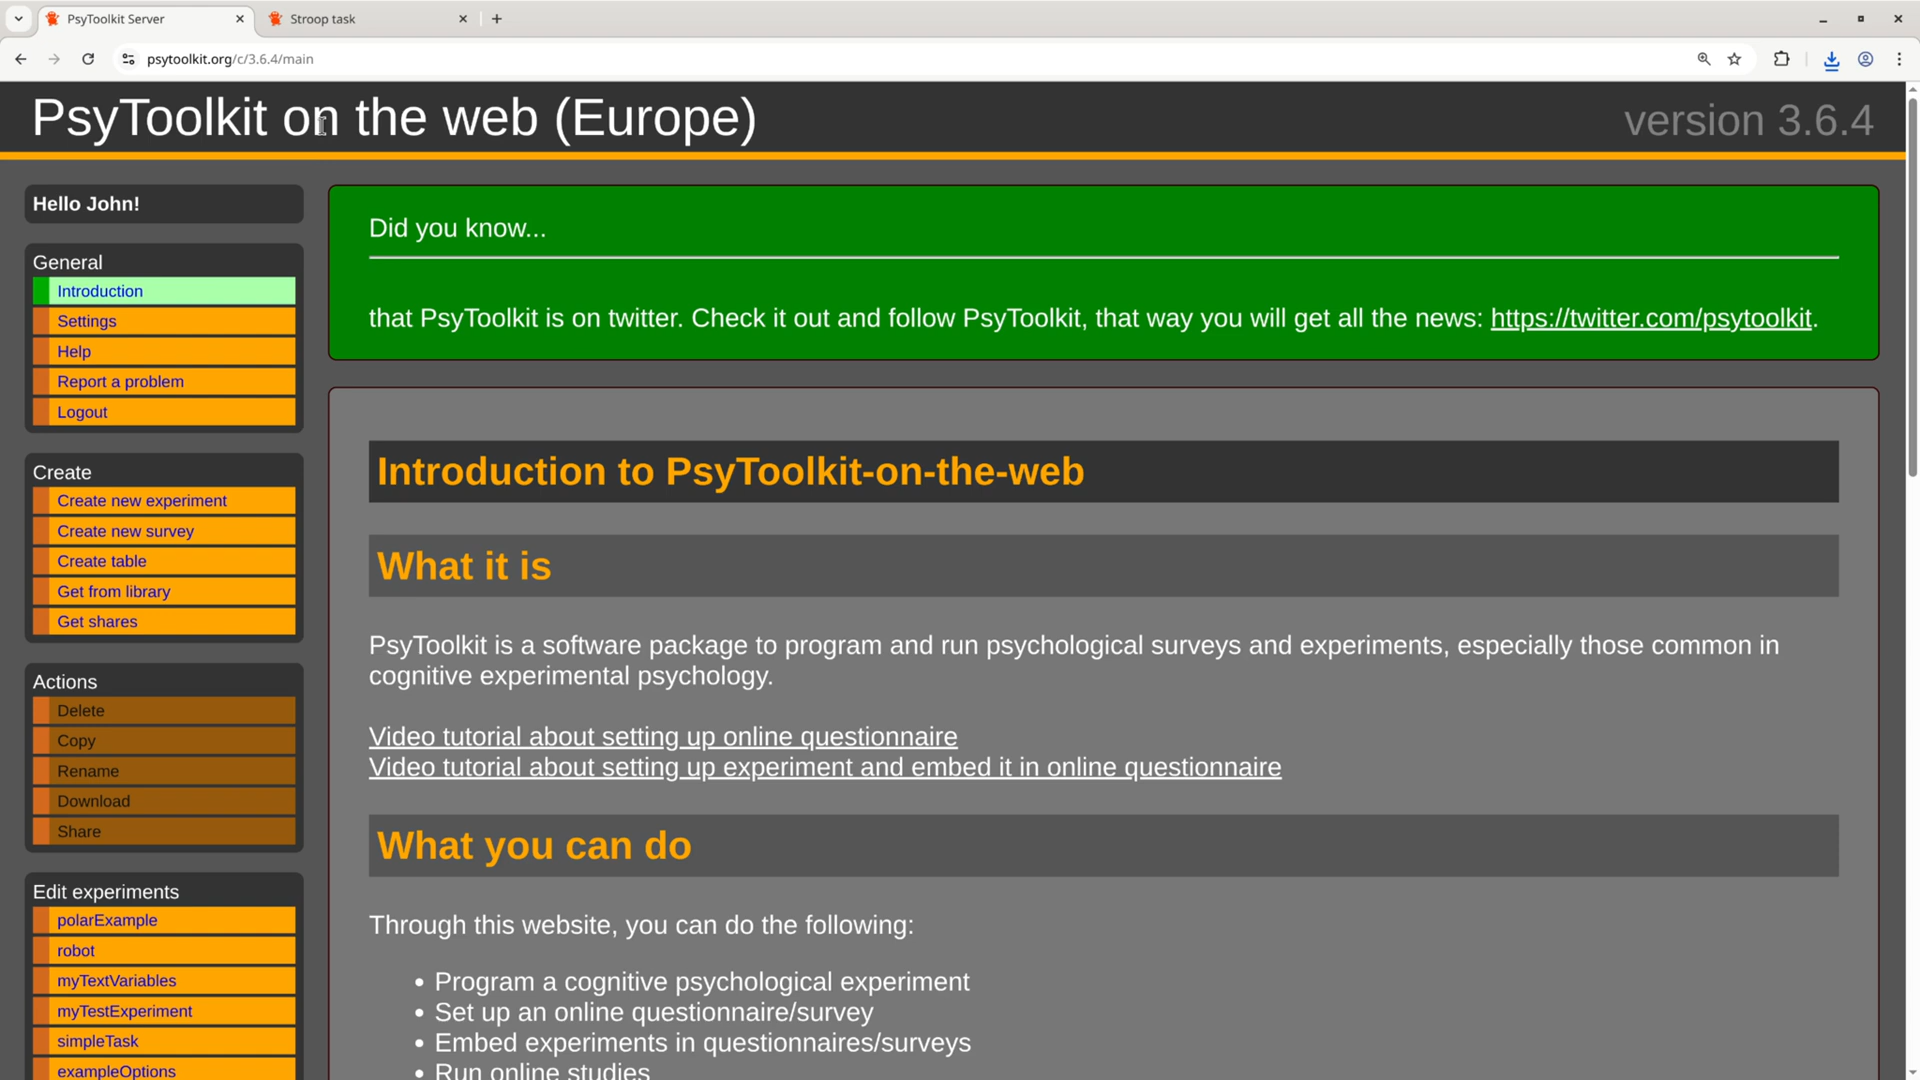 PsyToolkit Server
Stroop task
psytoolkit.org/c/3.6.4/main
PsyToolkit on the web (Europe)
version 3.6.4
Hello John!
General
Introduction
Settings
Help
Report a problem
Logout
Create
Create new experiment
Create new survey
Create table
Get from library
Get shares
Actions
Delete
Copy
Rename
Download
Share
Edit experiments
polarExample
robot
myTextVariables
myTestExperiment
simpleTask
exampleOptions
Did you know...
that PsyToolkit is on twitter. Check it out and follow PsyToolkit, that way you will get all the news: https://twitter.com/psytoolkit.
Introduction to PsyToolkit-on-the-web
What it is
PsyToolkit is a software package to program and run psychological surveys and experiments, especially those common in
cognitive experimental psychology.
Video tutorial about setting up online questionnaire
Video tutorial about setting up experiment and embed it in online questionnaire
What you can do
Through this website, you can do the following:
• Program a cognitive psychological experiment
• Set up an online questionnaire/survey
• Embed experiments in questionnaires/surveys
• Run online studies